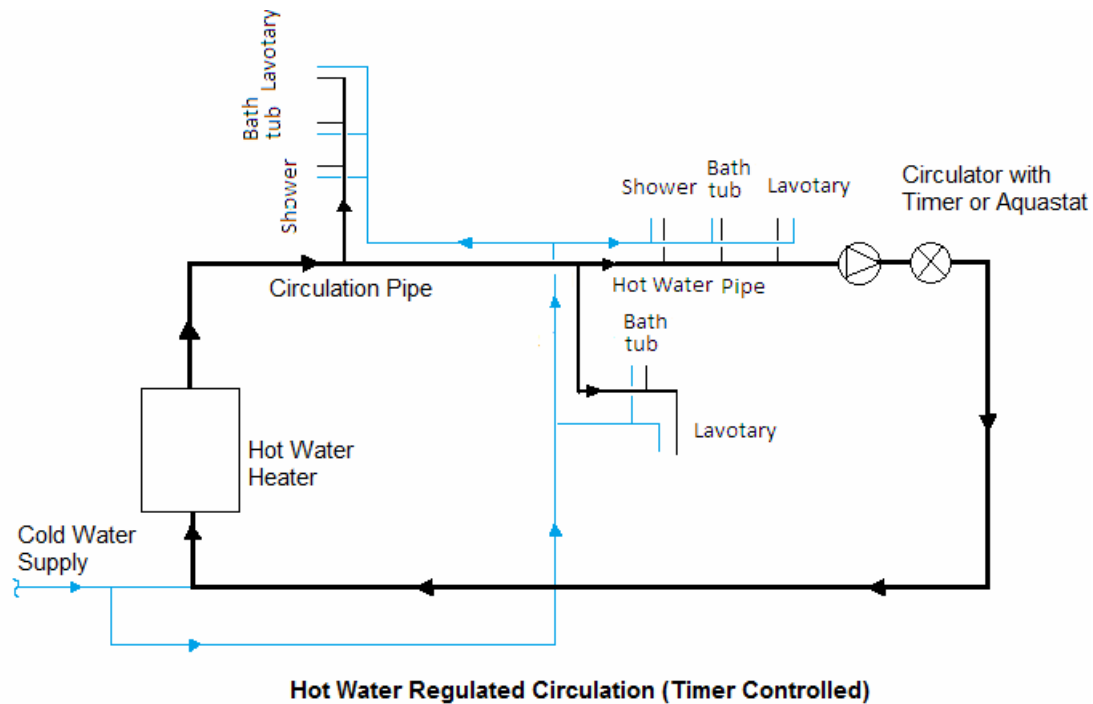 Lavotary
Bath
tub
Shower
Shower
Bath
tub
Lavotary
Circulator with
Timer or Aquastat
Circulation Pipe
Hot Water Pipe
Bath
tub
Lavotary
Hot Water
Heater
Cold Water
Supply
Hot Water Regulated Circulation (Timer Controlled)